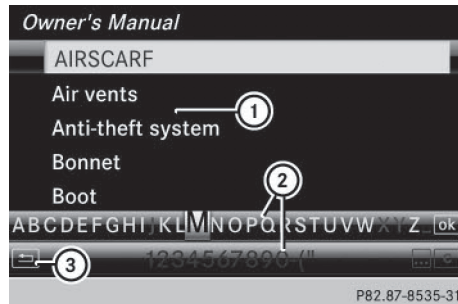 Owner's Manual
AIRSCARF
Air vents
1
Anti-theft system
Bonnet
2
Boot
ABCDEFGHIJKLMNOPQRSTUVWXYZ_ ok
3
1234567890-("
... C
P82.87-8535-31